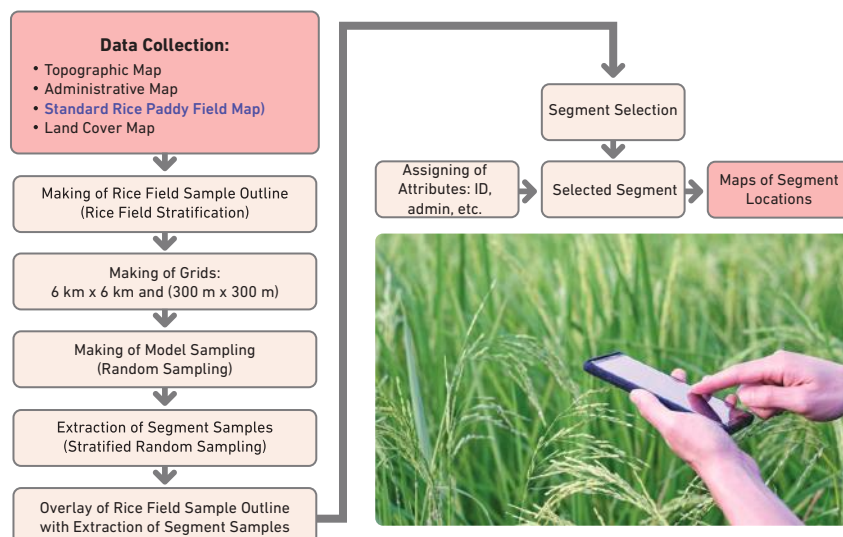 Data Collection:
• Topographic Map
• Administrative Map
• Standard Rice Paddy Field Map)
• Land Cover Map
Making of Rice Field Sample Outline
(Rice Field Stratification)
Making of Grids:
6 km x 6 km and (300 m x 300 m)
Making of Model Sampling
(Random Sampling)
Extraction of Segment Samples
(Stratified Random Sampling)
Overlay of Rice Field Sample Outline
with Extraction of Segment Samples
Segment Selection
Assigning of
Attributes: ID,
admin, etc.
Selected Segment
Maps of Segment
Locations